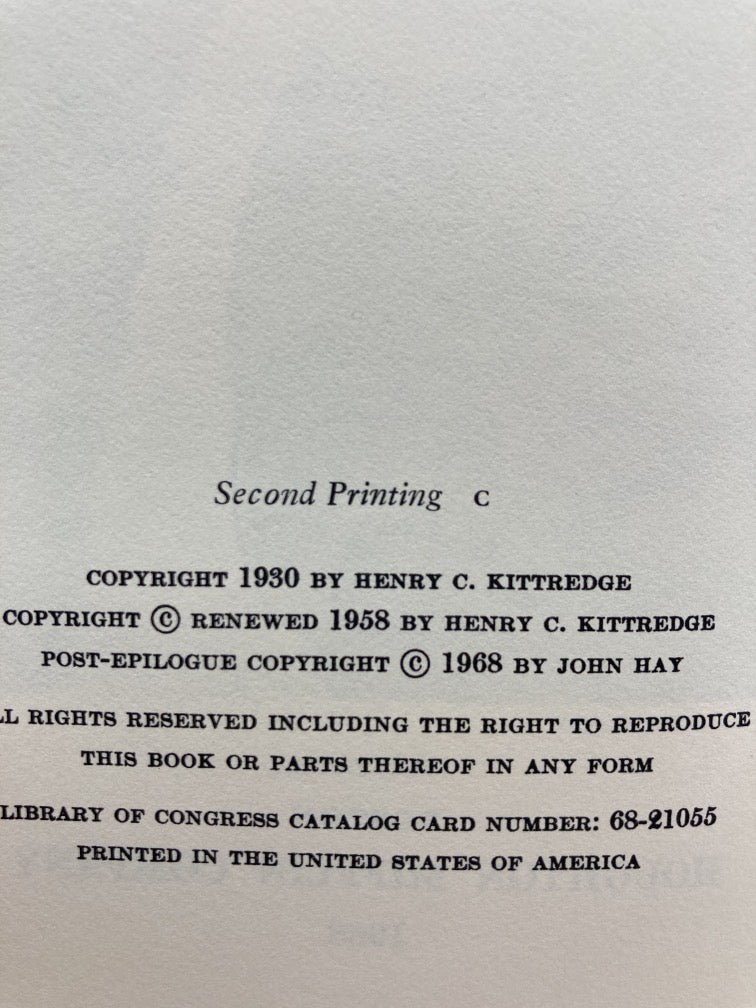 Second Printing C
COPYRIGHT 1930 BY HENRY C. KITTREDGE
COPYRIGHT © RENEWED 1958 BY HENRY C. KITTREDGE
POST-EPILOGUE COPYRIGHT © 1968 BY JOHN HAY
RIGHTS RESERVED INCLUDING THE RIGHT TO REPRODUCE
THIS BOOK OR PARTS THEREOF IN ANY FORM
LIBRARY OF CONGRESS CATALOG CARD NUMBER: 68-21055
PRINTED IN THE UNITED STATES OF AMERICA